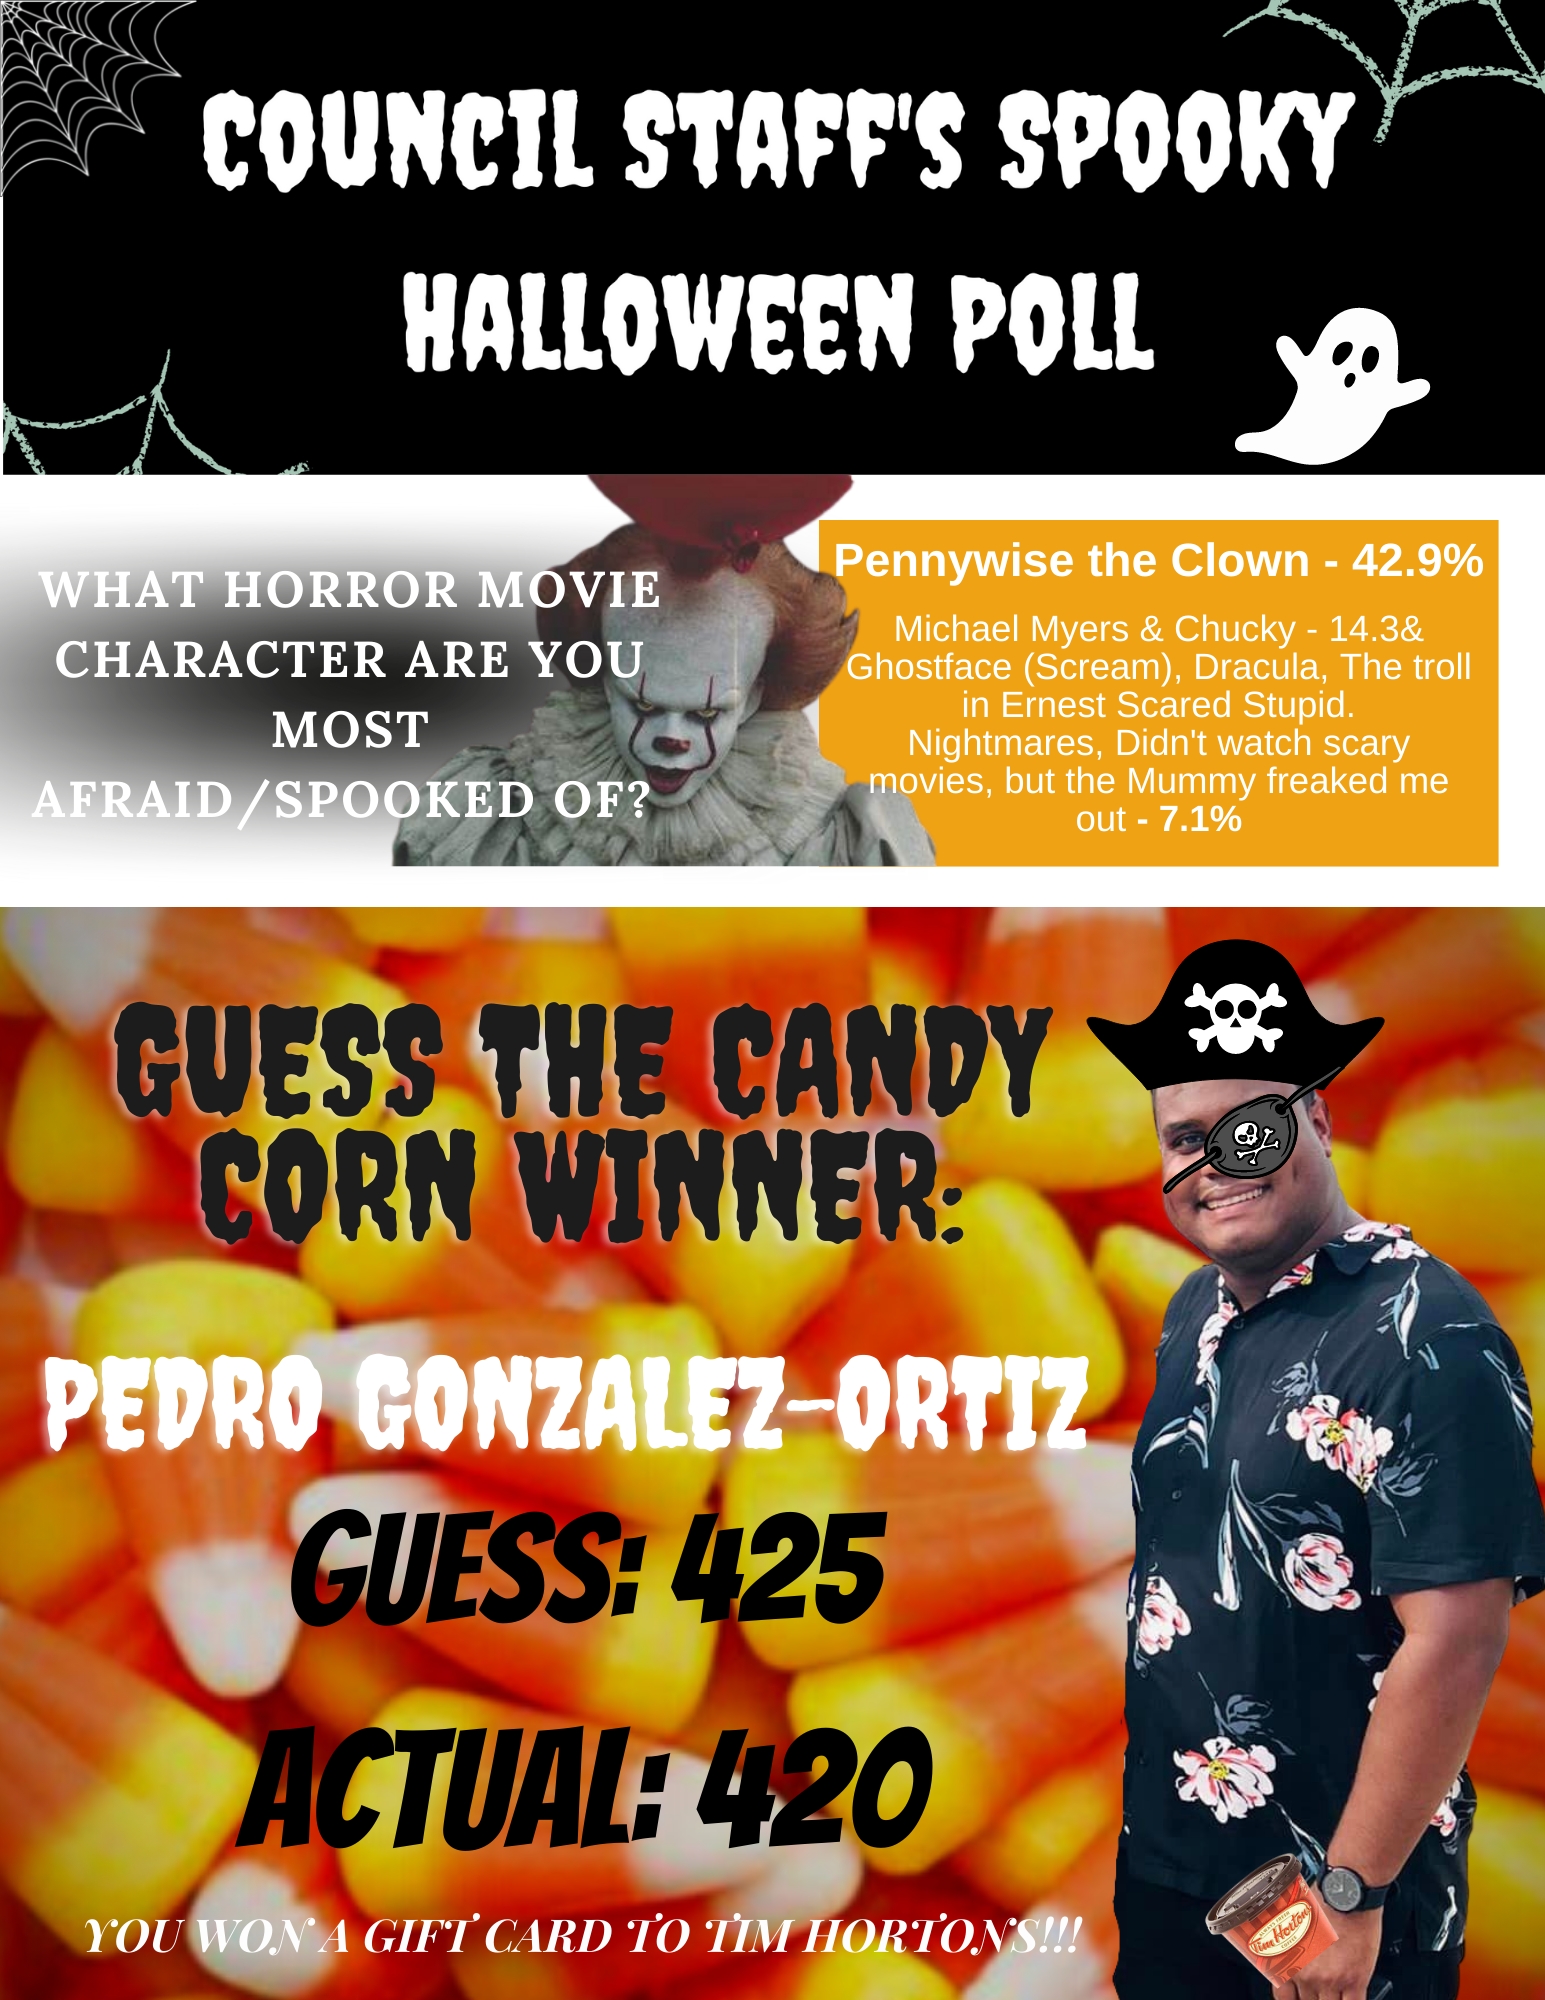 COUNCIL STAFF'S SPOOKY
HALLOWEEN POLL
WHAT HORROR MOVIE
CHARACTER ARE YOU
MOST
AFRAID/SPOOKED OF?
Pennywise the Clown - 42.9%
Michael Myers & Chucky - 14.3&
Ghostface (Scream), Dracula, The troll
in Ernest Scared Stupid.
Nightmares, Didn't watch scary
movies, but the Mummy freaked me
out - 7.1%
GUESS THE CANDY
CORN WINNER:
PEDRO GONZALEZ-ORTIZ
GUESS: 425
ACTUAL: 420
YOU WON A GIFT CARD TO TIM HORTONS!!!
Tim Hortons